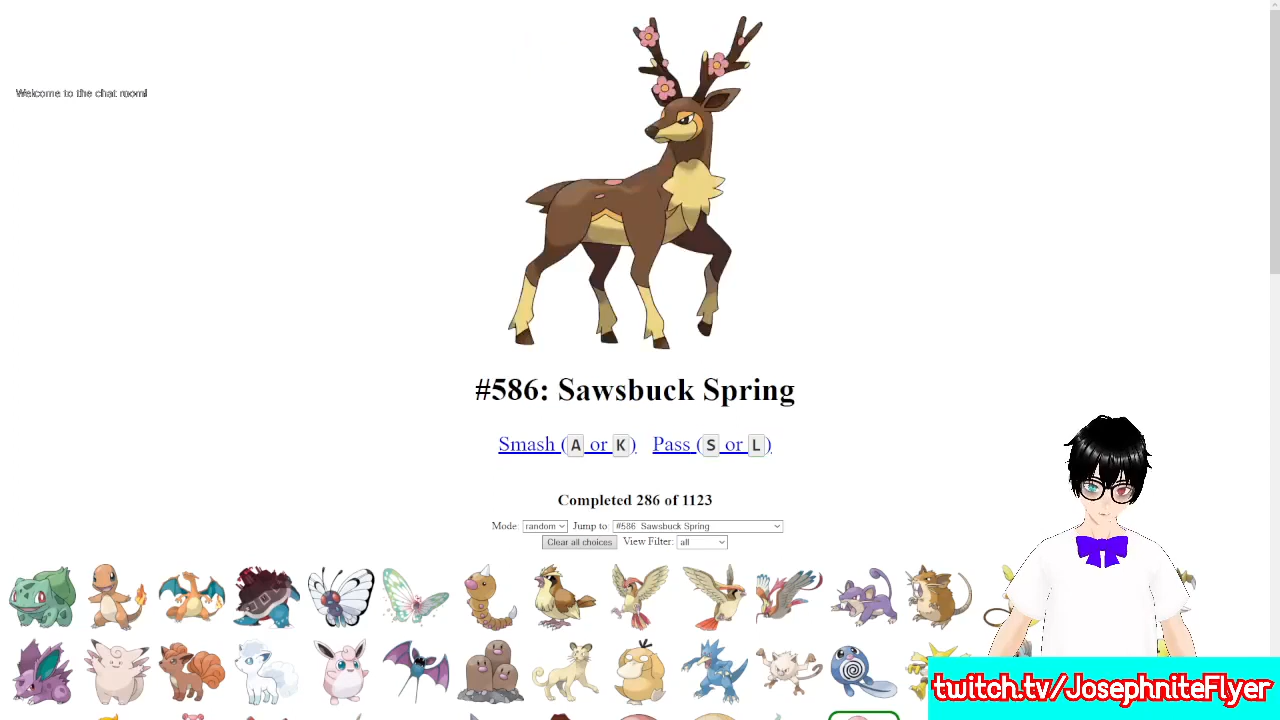 Welcome to the chat room!
#586: Sawsbuck Spring
Smash (A or K) Pass (S or L)
Completed 286 of 1123
Mode: random Jump to: #586 Sawsbuck Spring
Clear all choices View Filter: all
twitch.tv/JosephniteFlyer